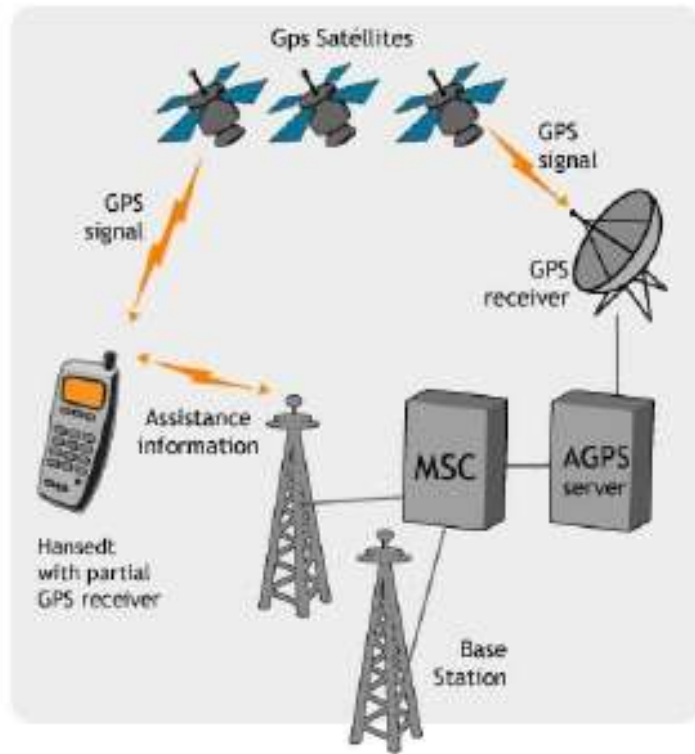 Gps Satéllites
GPS
signal
GPS
signal
GPS
receiver
Assistance
information
MSC
AGPS
server
Hansedt
with partial
GPS receiver
Base
Station